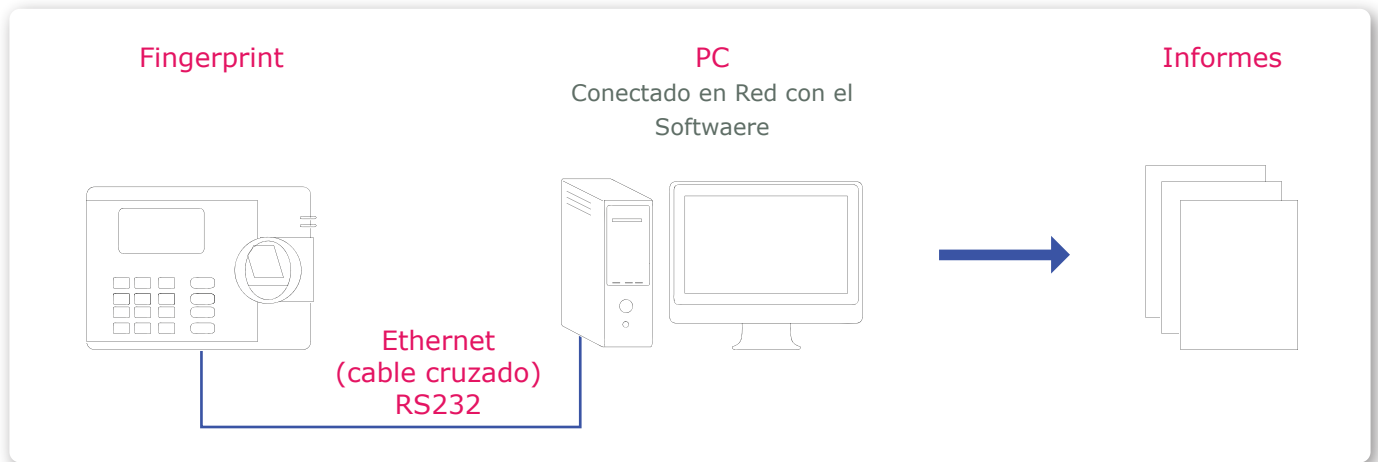 Fingerprint
PC
Conectado en Red con el
Softwaere
Informes
Ethernet
(cable cruzado)
RS232